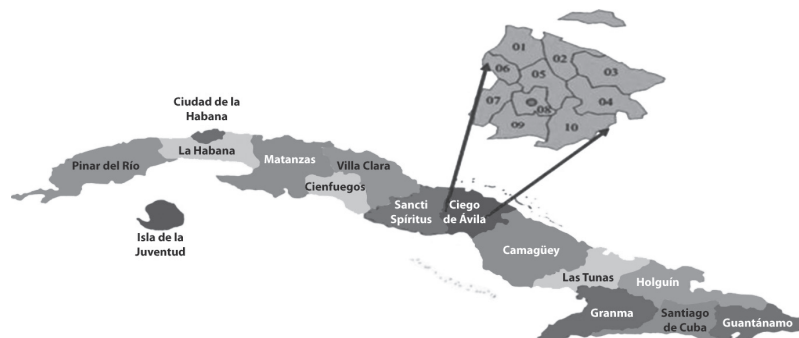 01
02
03
06
05
07
04
08
09
10
Ciudad de la
Habana
La Habana
Pinar del Río
Matanzas
Villa Clara
Cienfuegos
Sancti
Spíritus
Ciego
de Ávila
Isla de la
Juventud
Camagüey
Las Tunas
Holguín
Granma
Santiago
de Cuba
Guantánamo